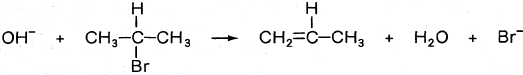 H
H
OH⁻ + CH₃-C-CH₃ → CH₂=C-CH₃ + H₂O + Br⁻
Br